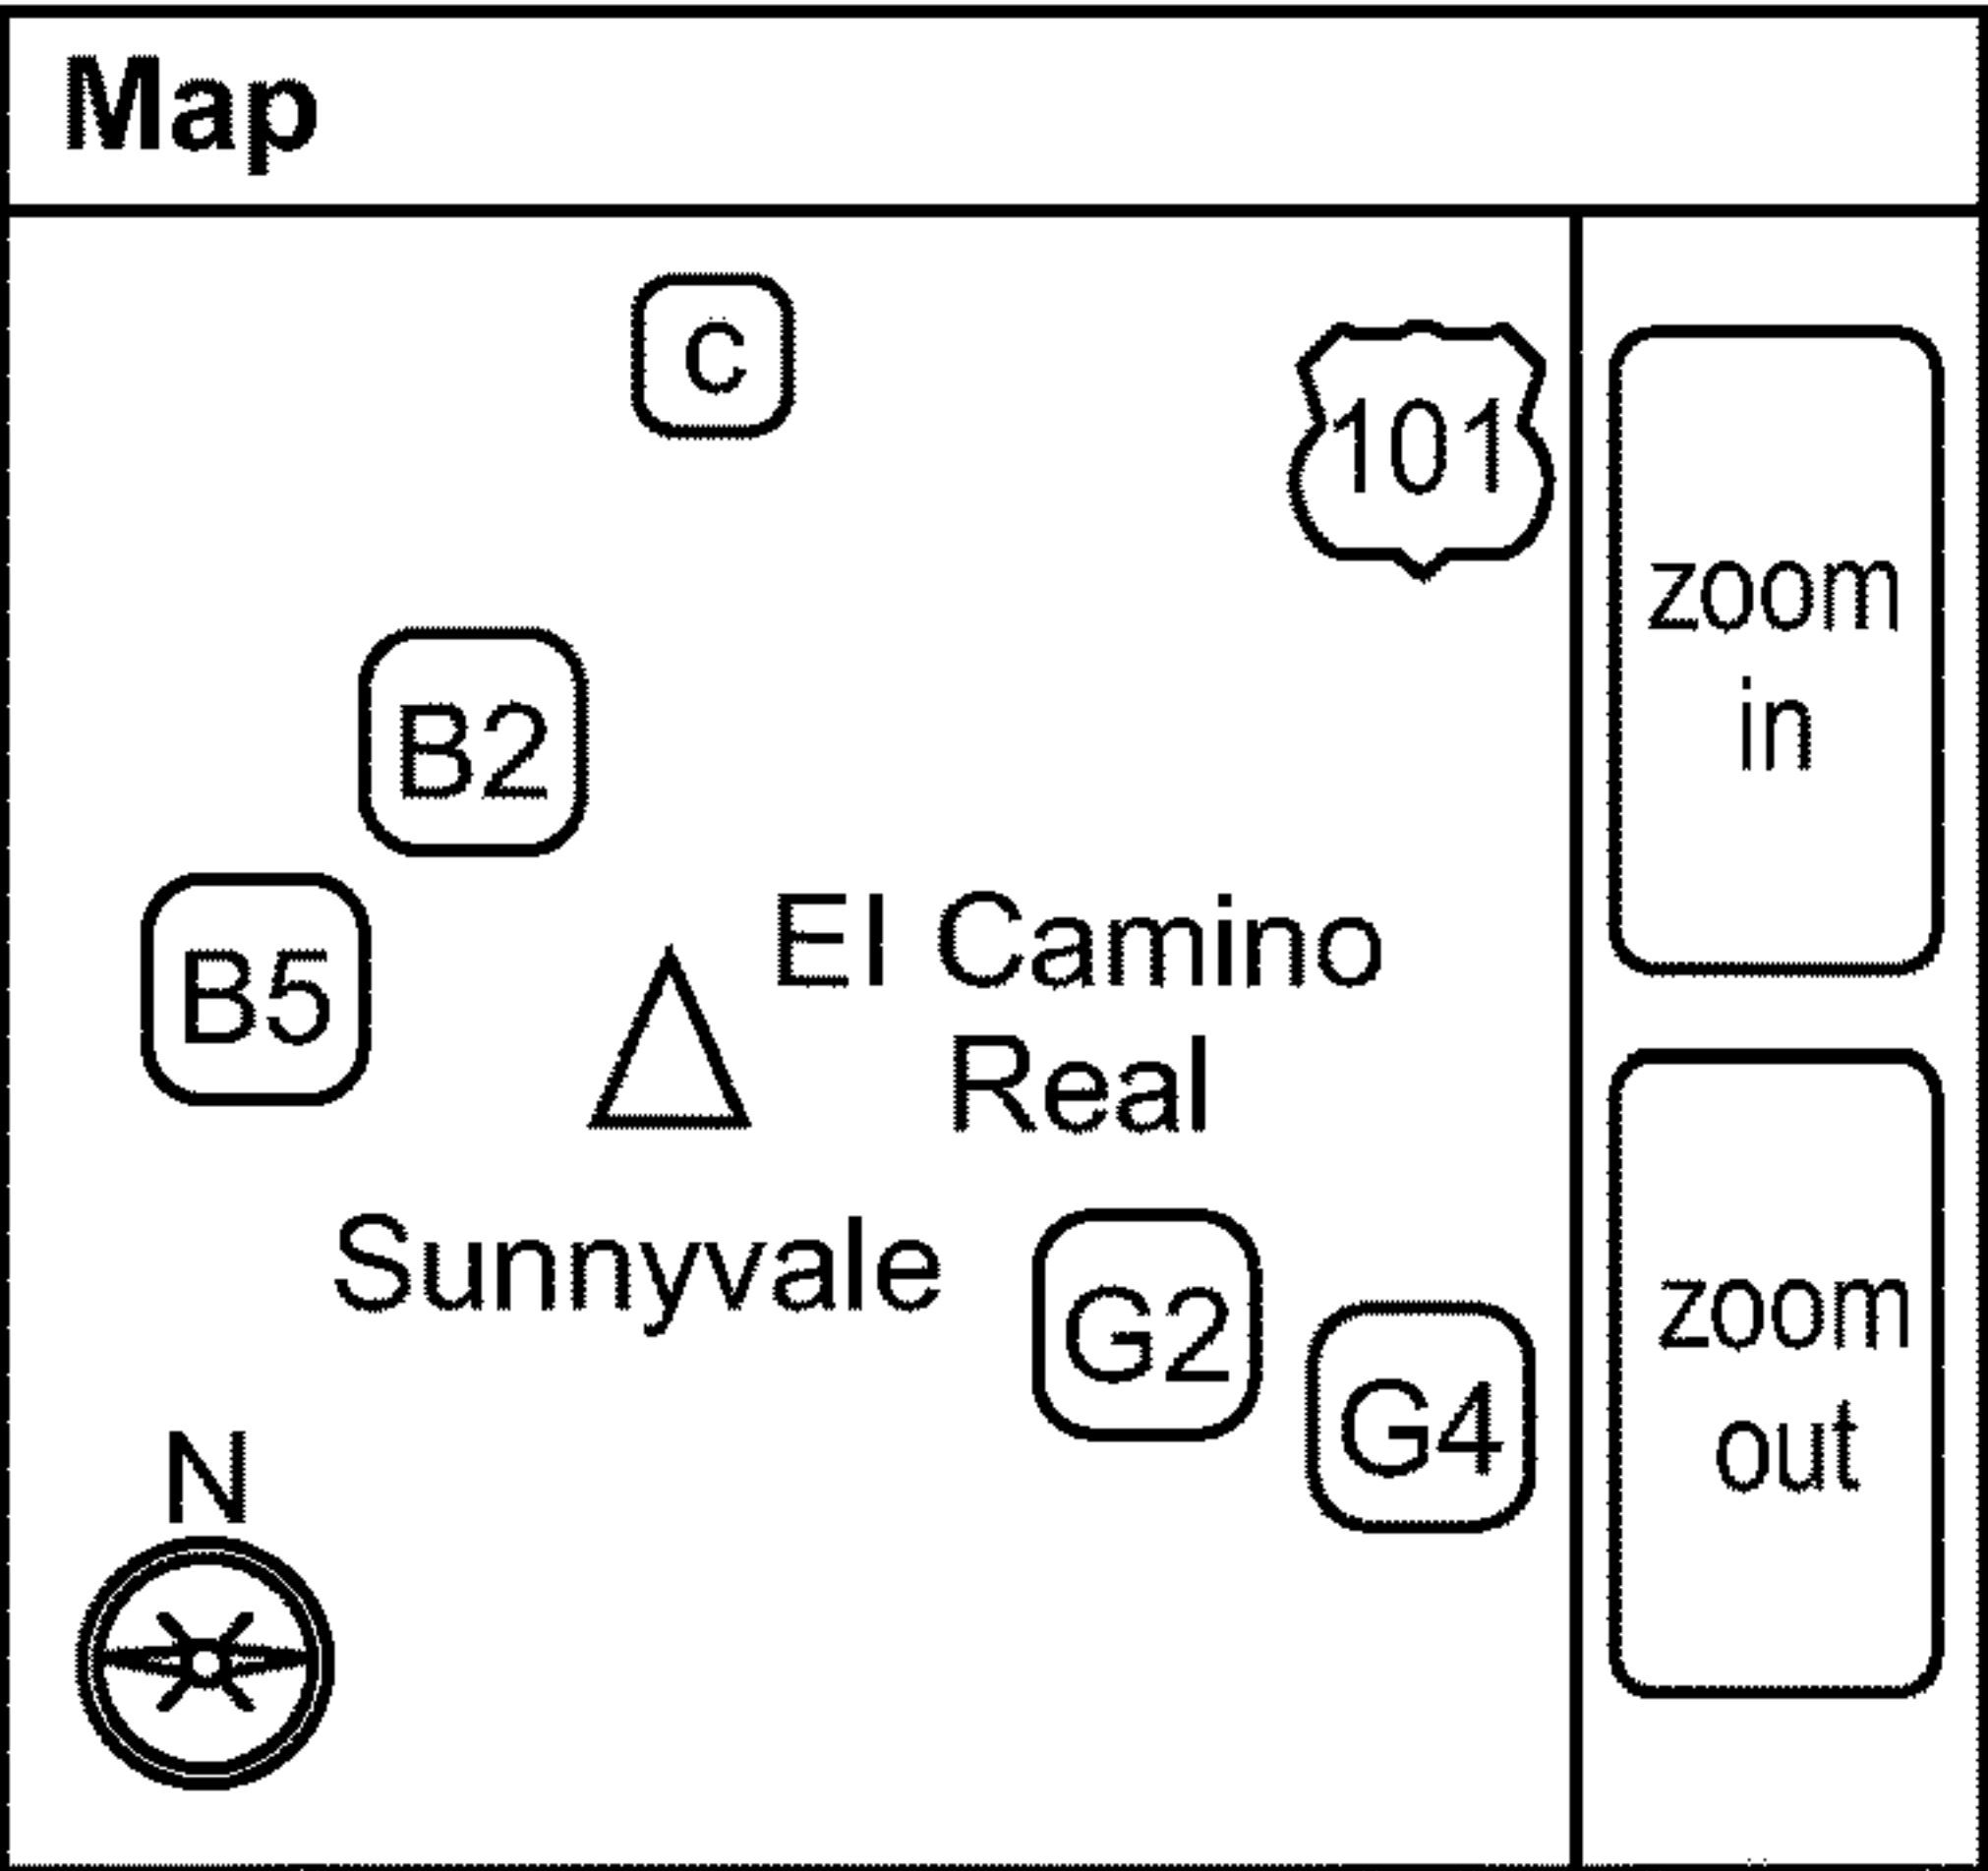 Map
C
101
zoom
in
B2
El Camino
Real
B5
Sunnyvale
G2
G4
zoom
out
N